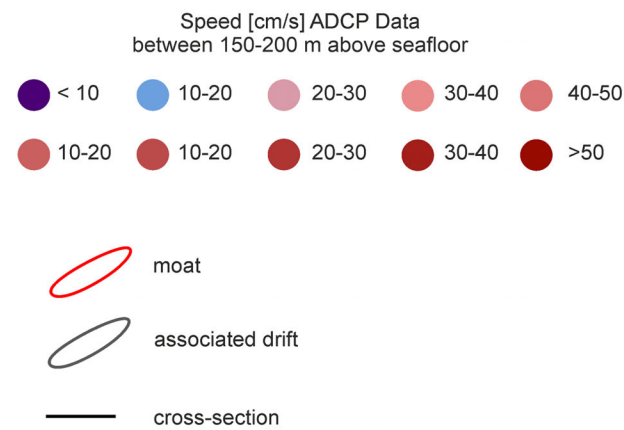 Speed [cm/s] ADCP Data
between 150-200 m above seafloor
< 10 10-20 20-30 30-40 40-50
10-20 10-20 20-30 30-40 >50
moat
associated drift
cross-section